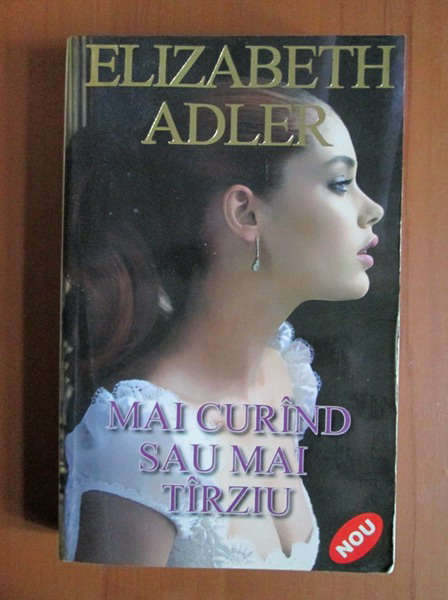 ELIZABETH
ADLER
MAI CURÎND
SAU MAI
TÎRZIU
NOU